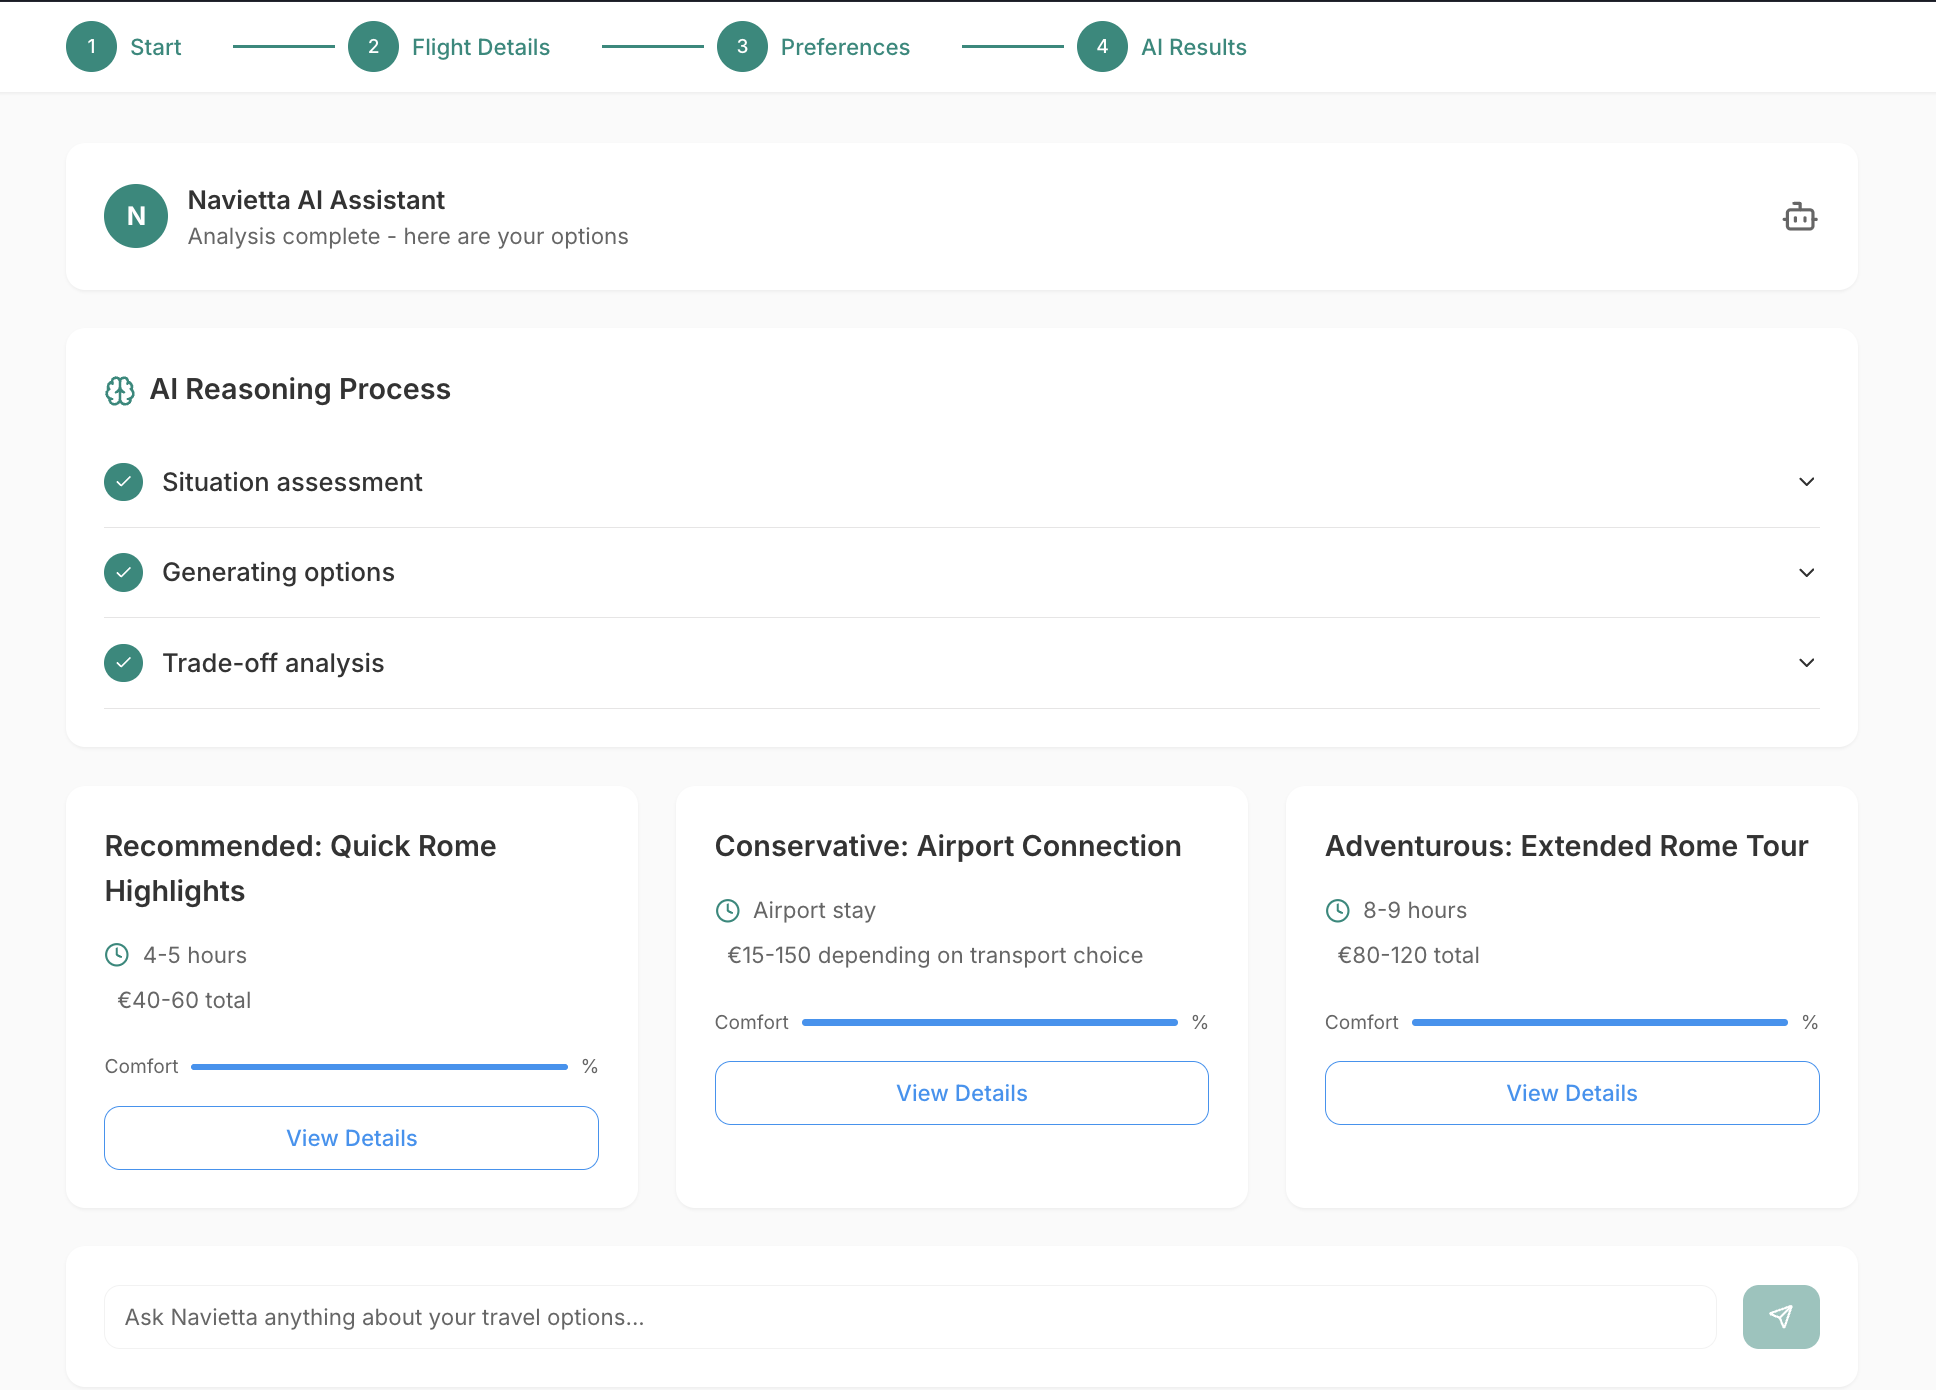 1 Start 2 Flight Details 3 Preferences 4 AI Results
N
Navietta AI Assistant
Analysis complete - here are your options
AI Reasoning Process
Situation assessment
Generating options
Trade-off analysis
Recommended: Quick Rome
Highlights
4-5 hours
€40-60 total
Comfort %
View Details
Conservative: Airport Connection
Airport stay
€15-150 depending on transport choice
Comfort %
View Details
Adventurous: Extended Rome Tour
8-9 hours
€80-120 total
Comfort %
View Details
Ask Navietta anything about your travel options...